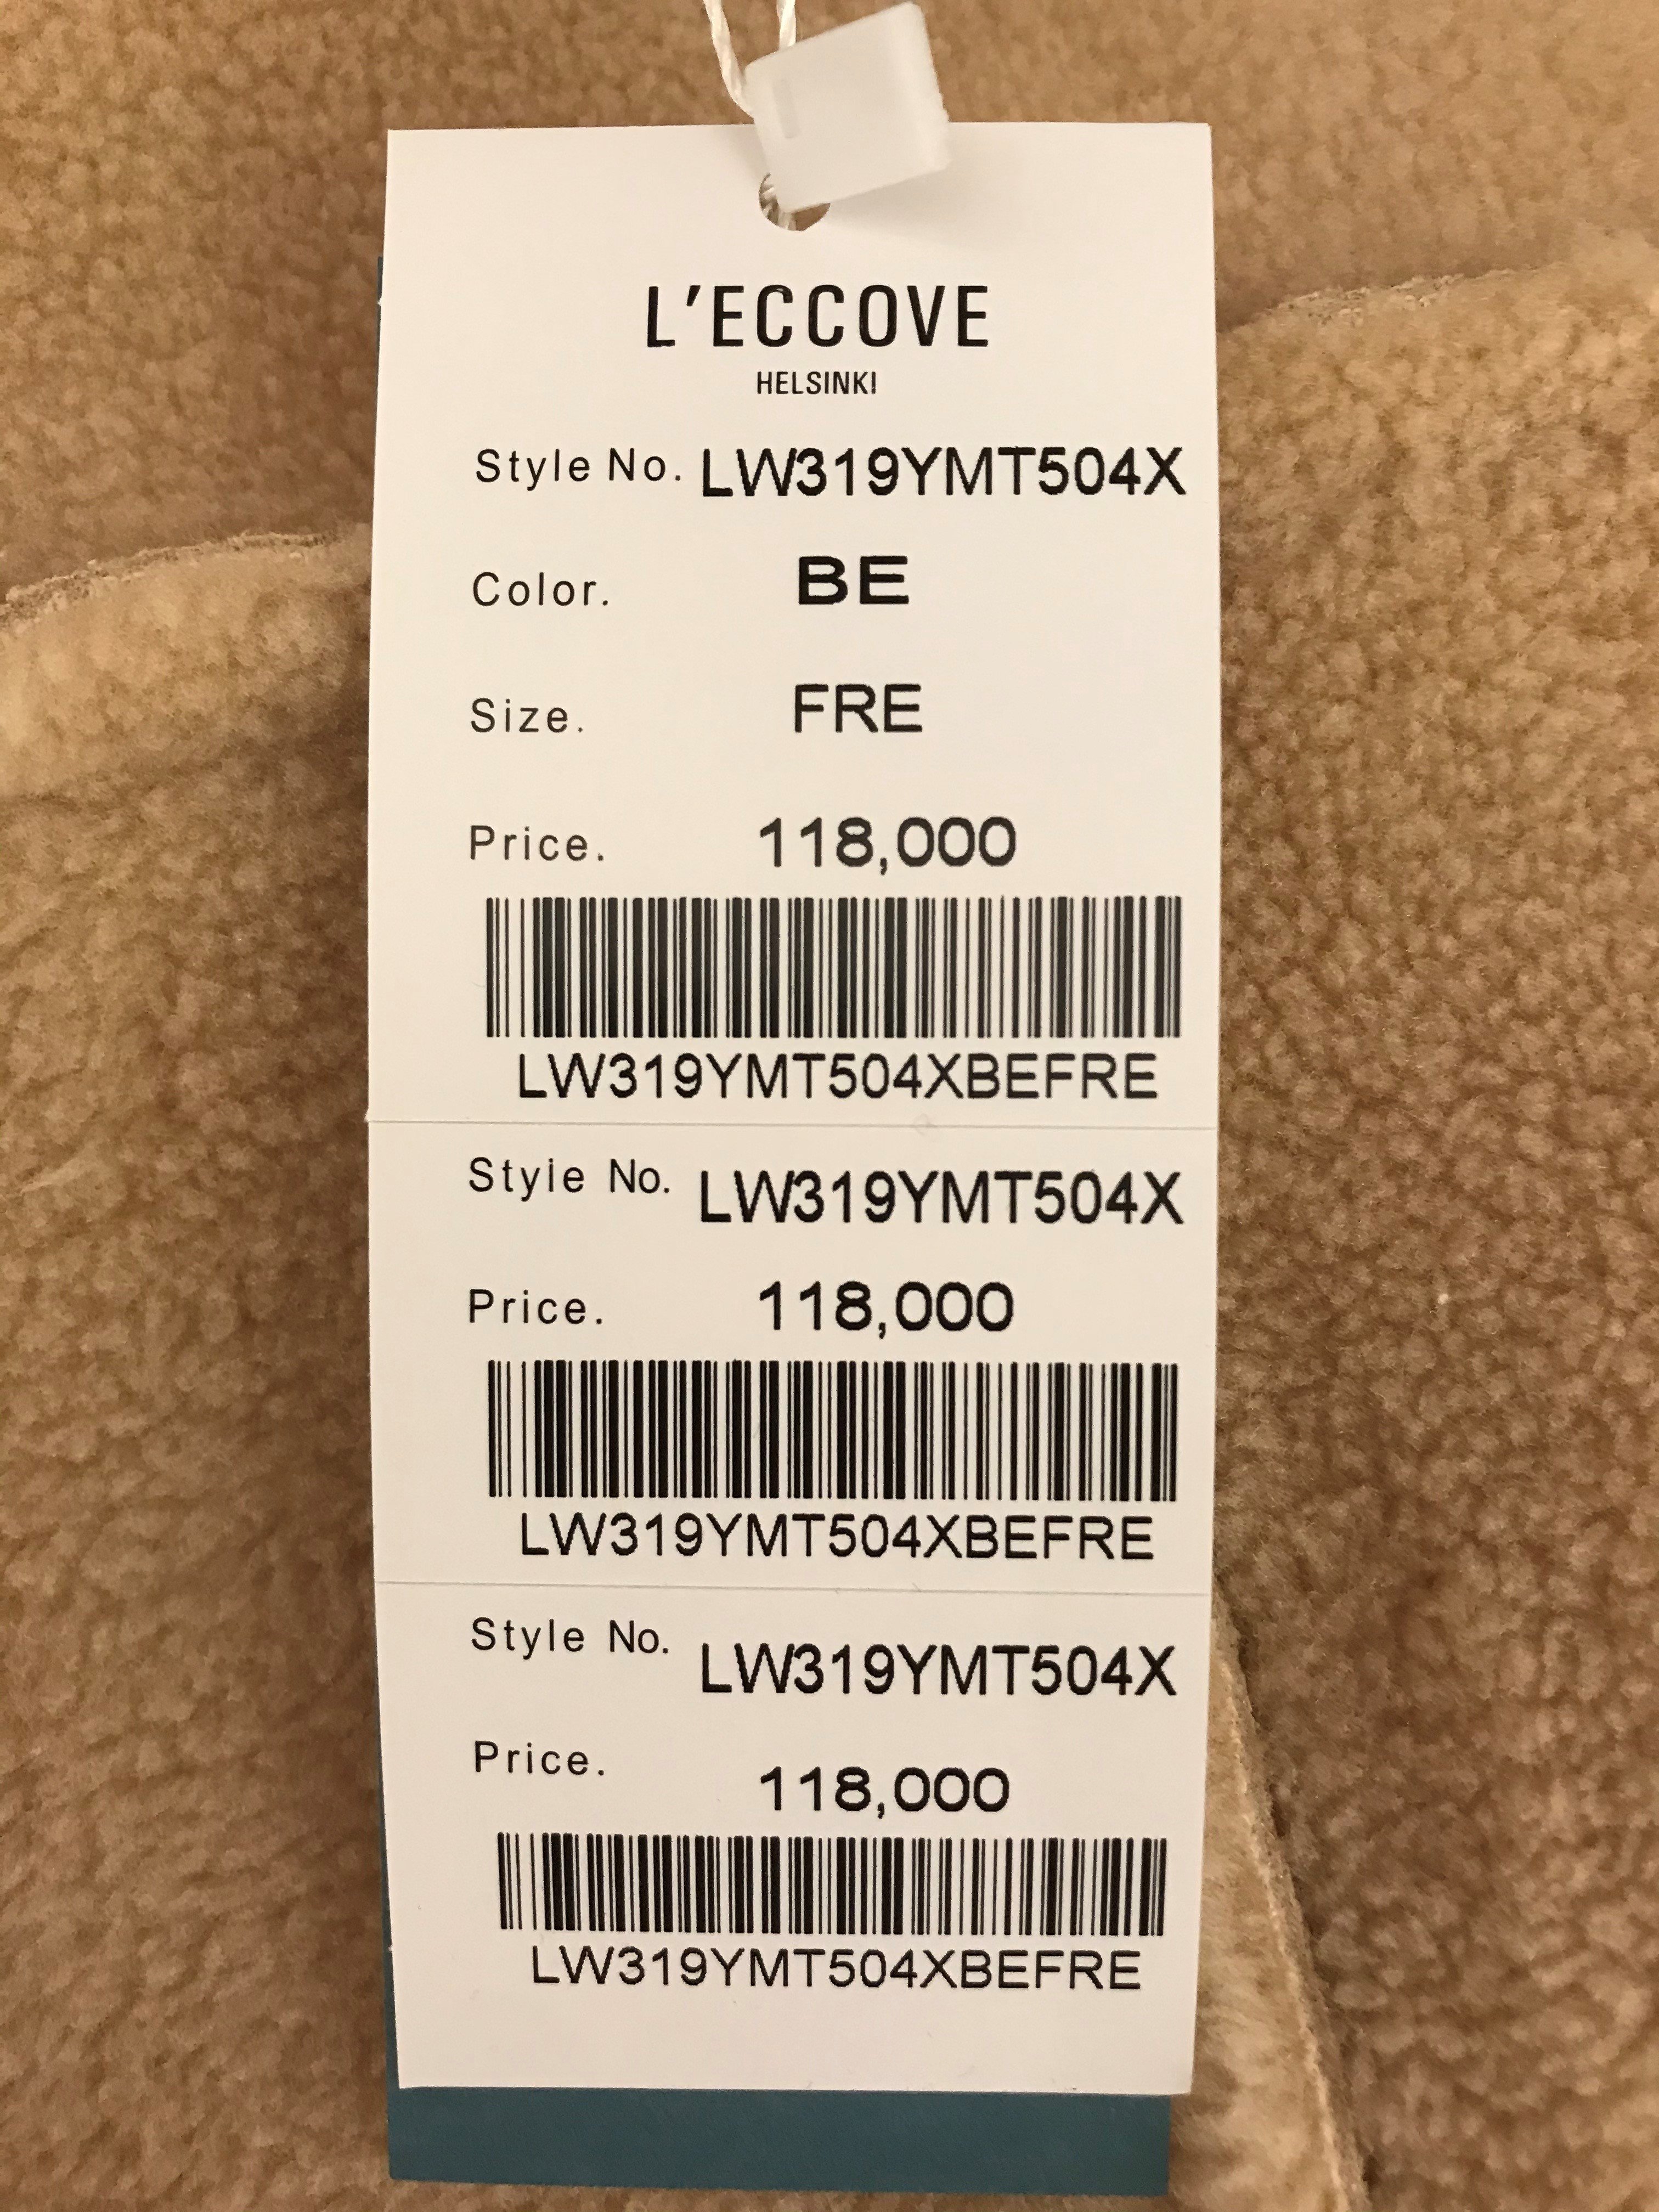 L'ECCOVE
HELSINKI
Style No. LW319YMT504X
Color. BE
Size. FRE
Price. 118,000
LW319YMT504XBEFRE
Style No. LW319YMT504X
Price. 118,000
LW319YMT504XBEFRE
Style No. LW319YMT504X
Price. 118,000
LW319YMT504XBEFRE